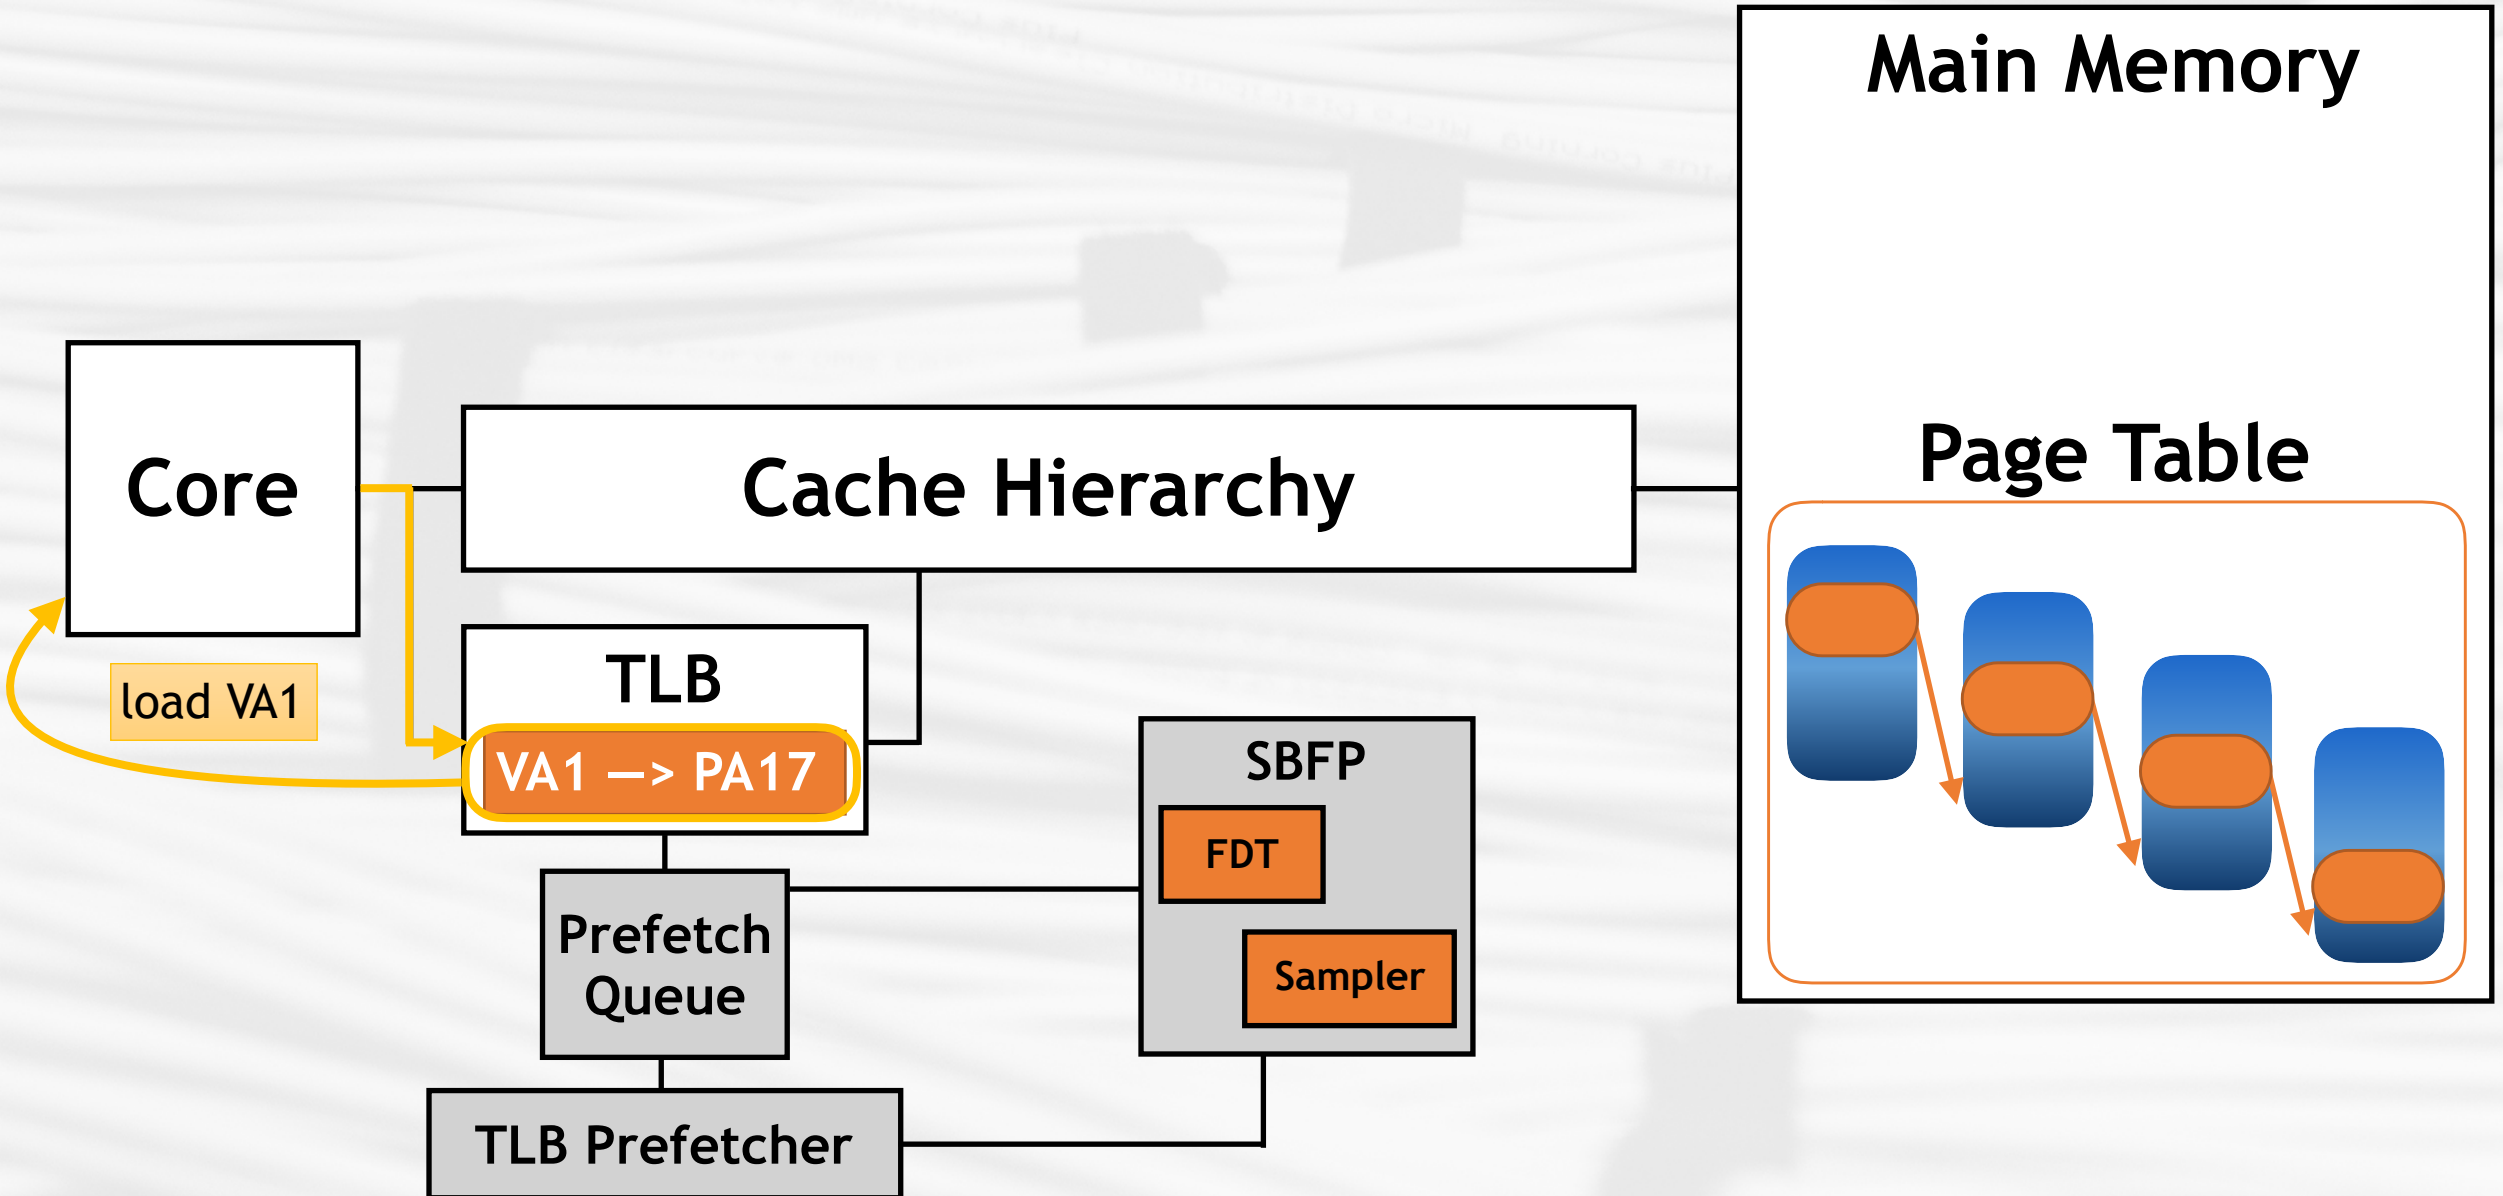 Main Memory
Core
Cache Hierarchy
Page Table
load VA1
TLB
VA1 —> PA17
SBFP
FDT
Sampler
Prefetch
Queue
TLB Prefetcher